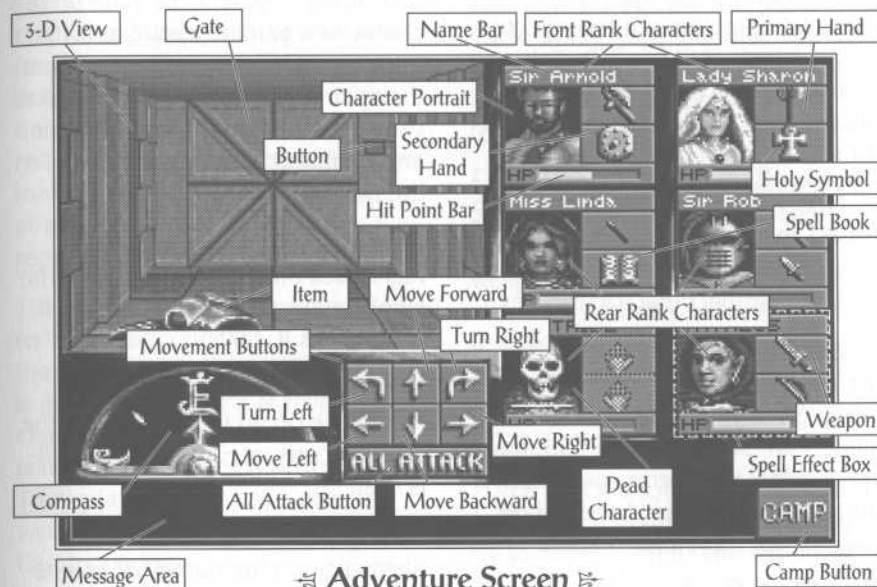 3-D View
Gate
Name Bar
Front Rank Characters
Primary Hand
Sir Arnold
Lady Sharon
Character Portrait
Button
Secondary Hand
HP
HP
Holy Symbol
Hit Point Bar
Miss Linda
Sir Rob
Spell Book
Item
Move Forward
Rear Rank Characters
Movement Buttons
Turn Right
Turn Left
E
Move Left
Move Right
Weapon
HP
ALL ATTACK
Spell Effect Box
Compass
All Attack Button
Move Backward
Dead Character
CAMP
Message Area
Adventure Screen
Camp Button